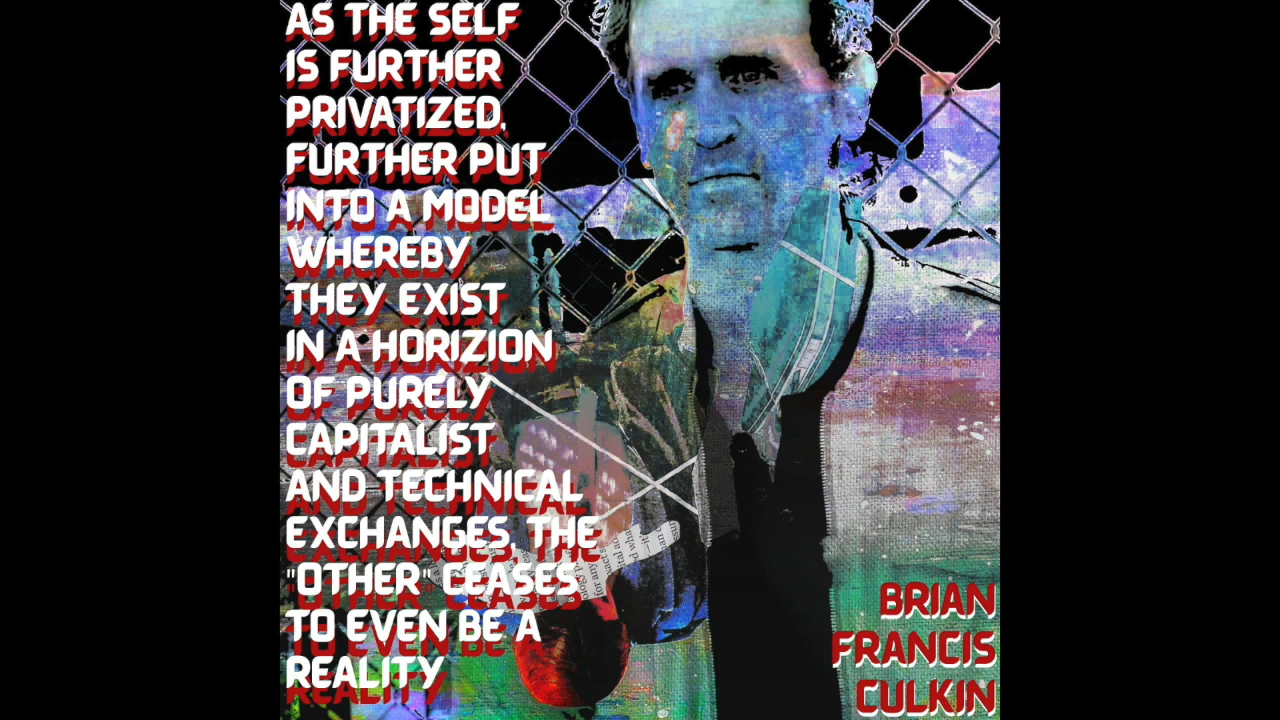 AS THE SELF
IS FURTHER
PRIVATIZED,
FURTHER PUT
INTO A MODEL
WHEREBY
THEY EXIST
IN A HORIZION
OF PURELY
CAPITALIST
AND TECHNICAL
EXCHANGES, THE
"OTHER" CEASES
TO EVEN BE A
REALITY
BRIAN
FRANCIS
CULKIN